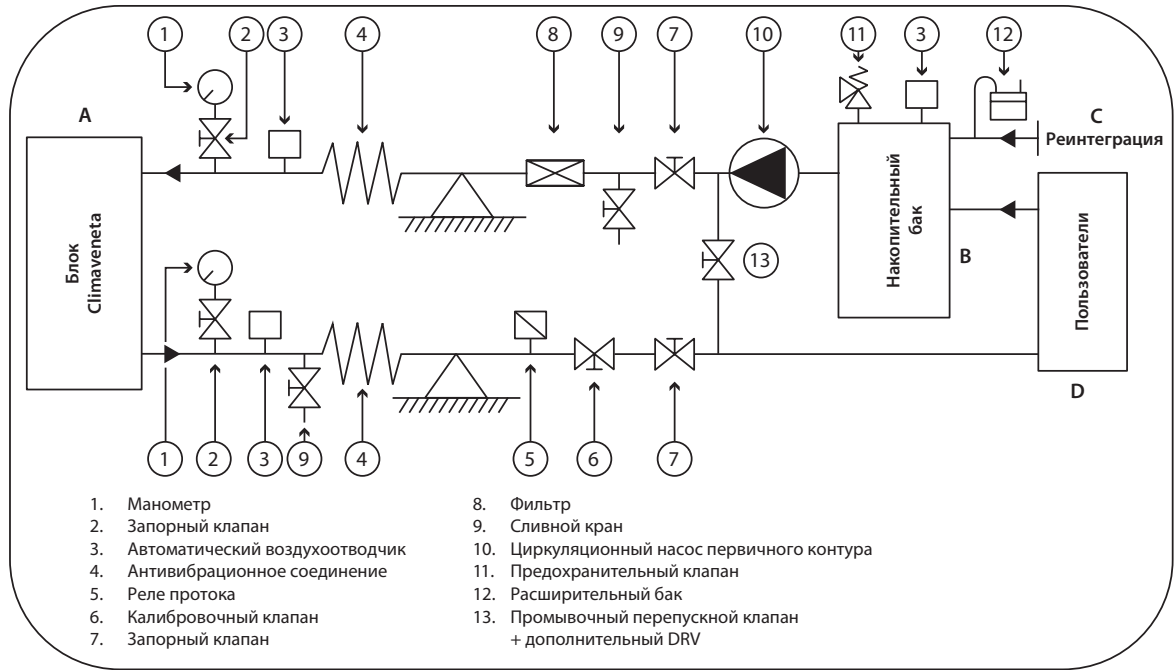 1 2 3 4 8 9 7 10 11 3 12
A
C
Реинтеграция
Блок
Climaveneta
Накопительный
бак
B
Пользователи
D
13
1 2 3 9 4 5 6 7
1. Манометр
2. Запорный клапан
3. Автоматический воздухоотводчик
4. Антивибрационное соединение
5. Реле протока
6. Калибровочный клапан
7. Запорный клапан
8. Фильтр
9. Сливной кран
10. Циркуляционный насос первичного контура
11. Предохранительный клапан
12. Расширительный бак
13. Промывочный перепускной клапан
+ дополнительный DRV